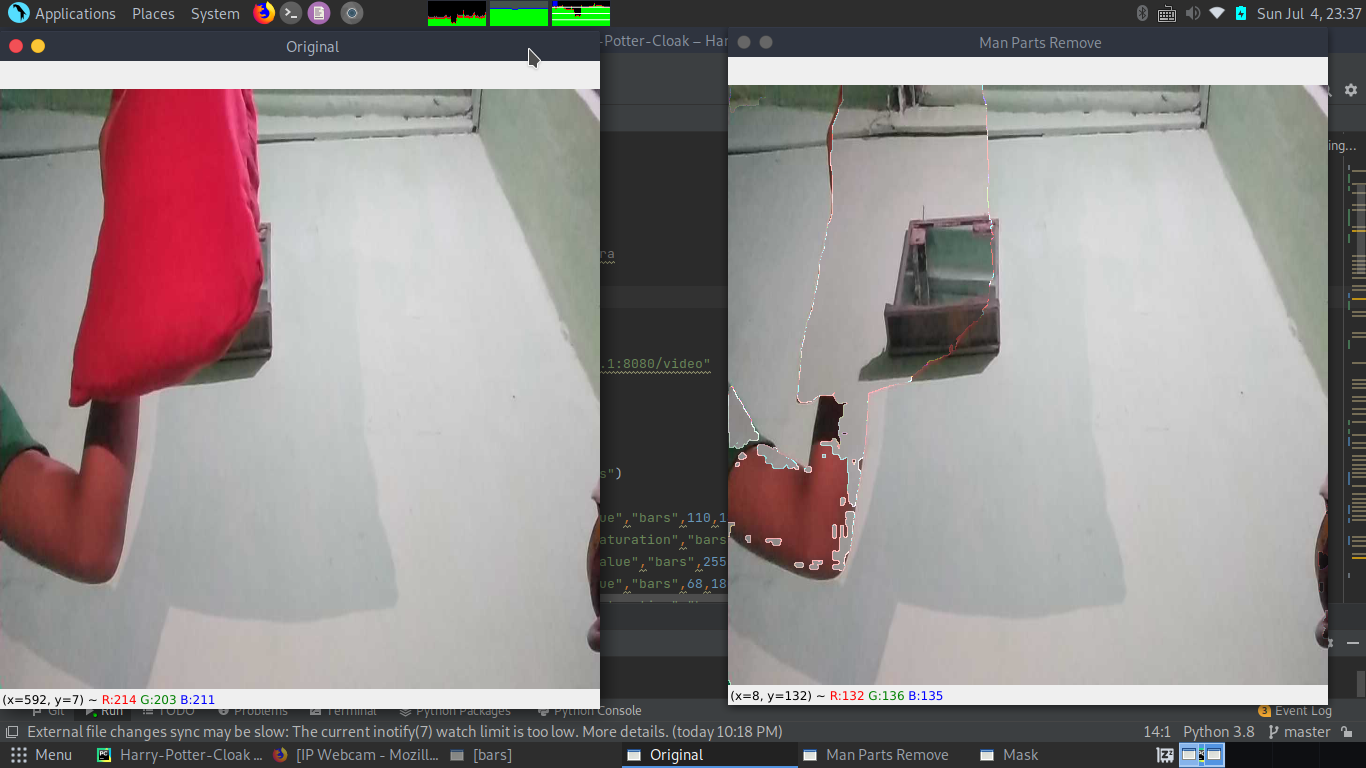 Applications Places System Sun Jul 4, 23:37
Original
-Potter-Cloak – Har
Man Parts Remove
ing...
ra
.1:8080/video"
s")
ue","bars",110,1
aturation","bars
alue","bars",255
ue","bars",68,18
(x=592, y=7) ~ R:214 G:203 B:211
(x=8, y=132) ~ R:132 G:136 B:135
Git Run TODO Problems Terminal Python Packages Python Console 3 Event Log
External file changes sync may be slow: The current inotify(7) watch limit is too low. More details. (today 10:18 PM) 14:1 Python 3.8 master
Menu Harry-Potter-Cloak ... [IP Webcam - Mozill... [bars] Original Man Parts Remove Mask